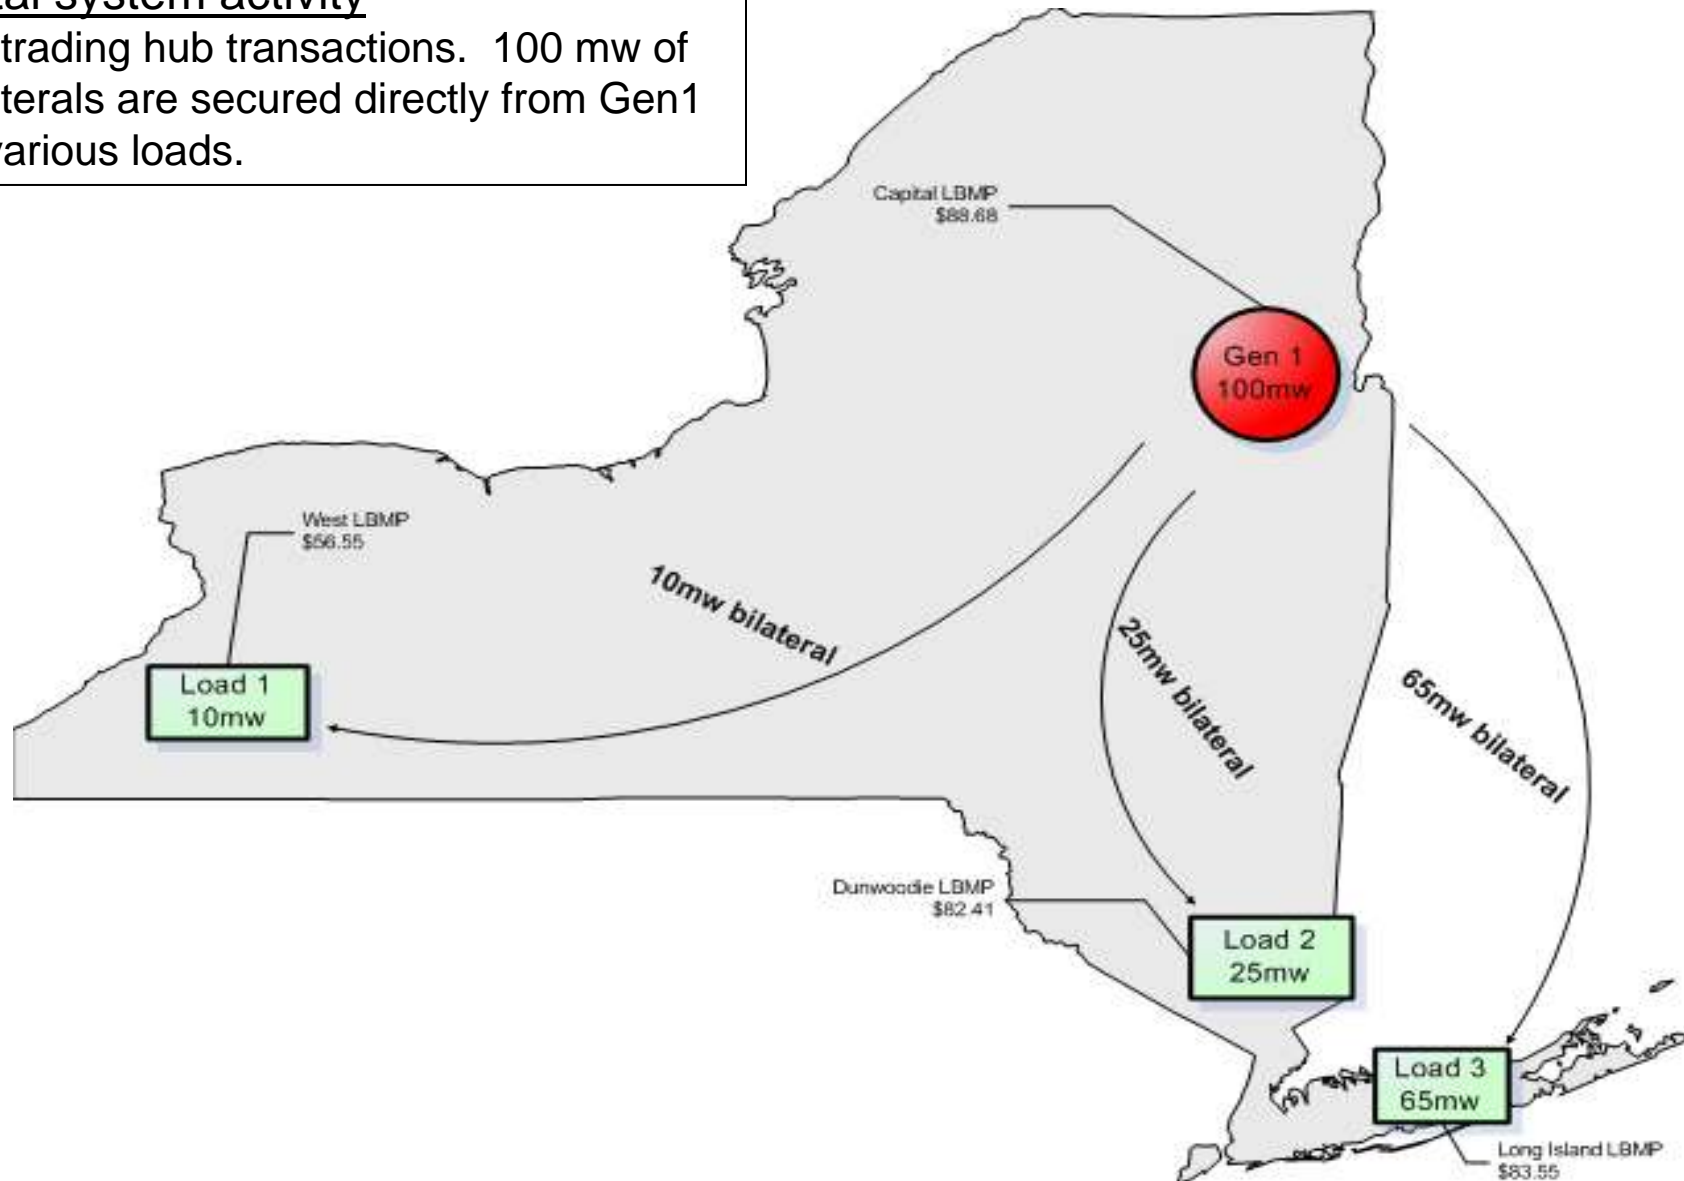 tal system activity
trading hub transactions.  100 mw of
terals are secured directly from Gen1
various loads.
Capital LBMP
$88.68
Gen 1
100mw
West LBMP
$56.55
10mw bilateral
25mw bilateral
65mw bilateral
Load 1
10mw
Dunwoodie LBMP
$82.41
Load 2
25mw
Load 3
65mw
Long Island LBMP
$83.55